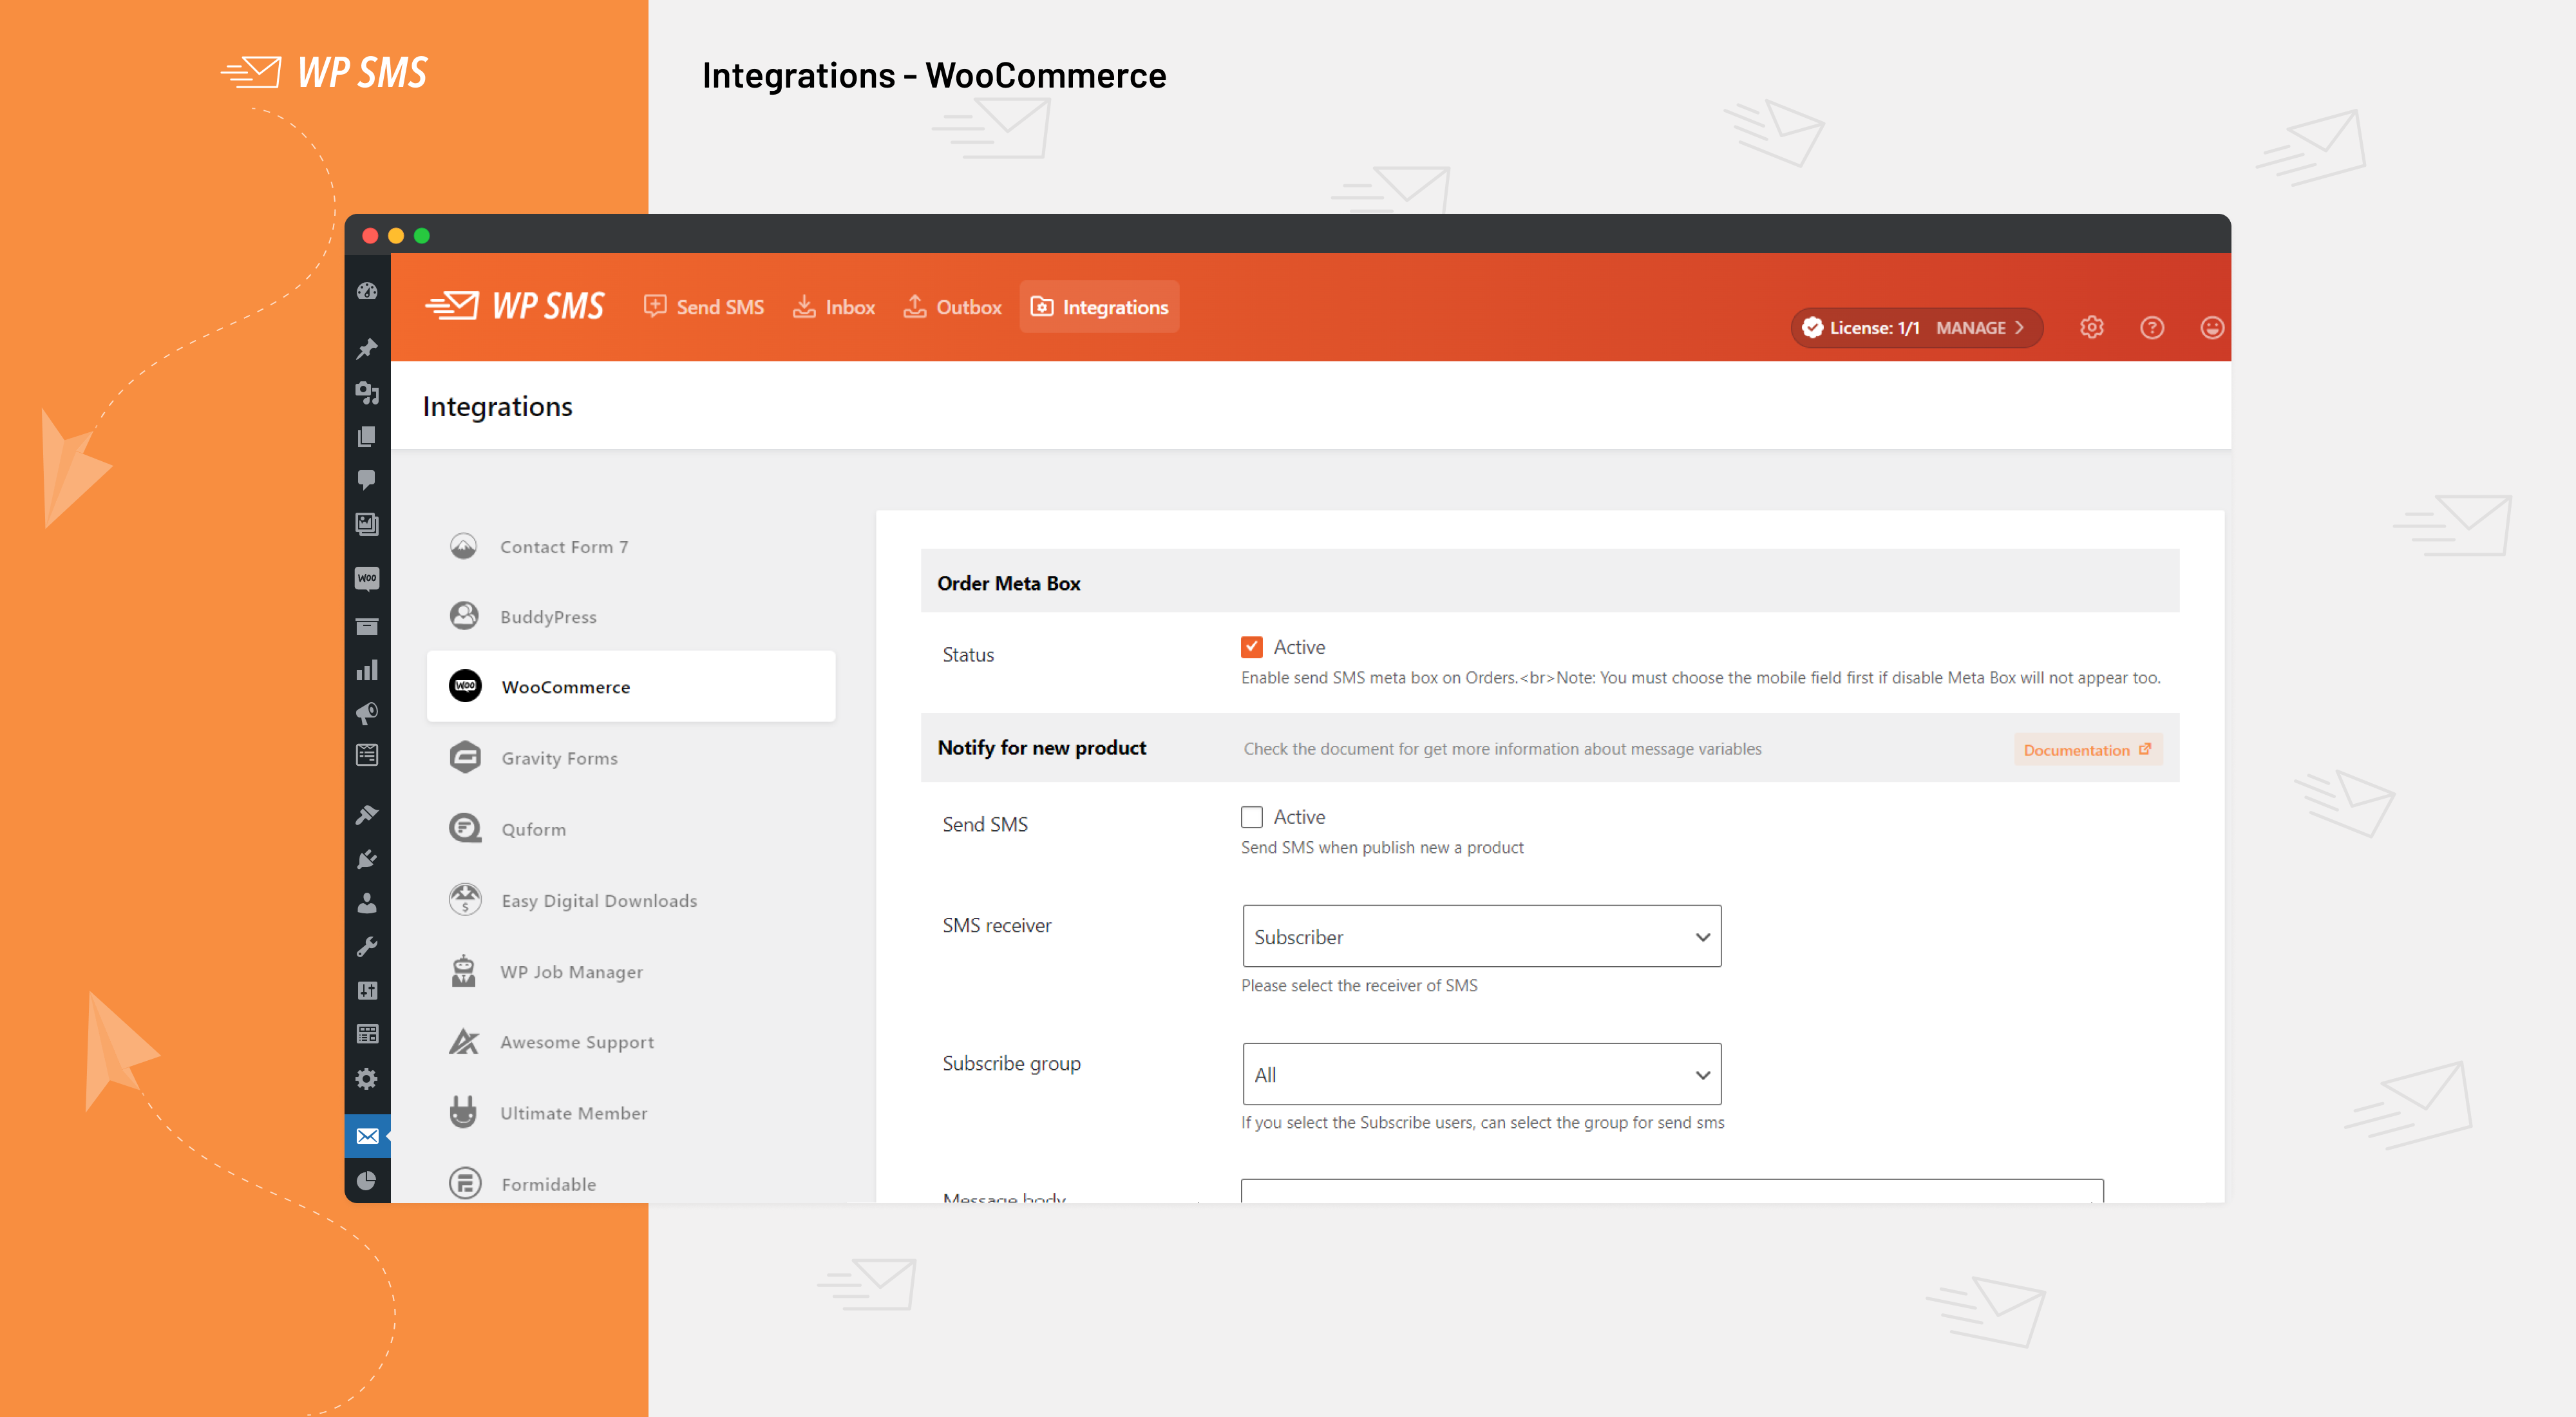 WP SMS
Integrations - WooCommerce
WP SMS
Send SMS
Inbox
Outbox
Integrations
License: 1/1 MANAGE
Integrations
Contact Form 7
BuddyPress
WooCommerce
Gravity Forms
Quform
Easy Digital Downloads
WP Job Manager
Awesome Support
Ultimate Member
Formidable
Order Meta Box
Status
Active
Enable send SMS meta box on Orders.<br>Note: You must choose the mobile field first if disable Meta Box will not appear too.
Notify for new product
Check the document for get more information about message variables
Documentation
Send SMS
Active
Send SMS when publish new a product
SMS receiver
Subscriber
Please select the receiver of SMS
Subscribe group
All
If you select the Subscribe users, can select the group for send sms
Message body